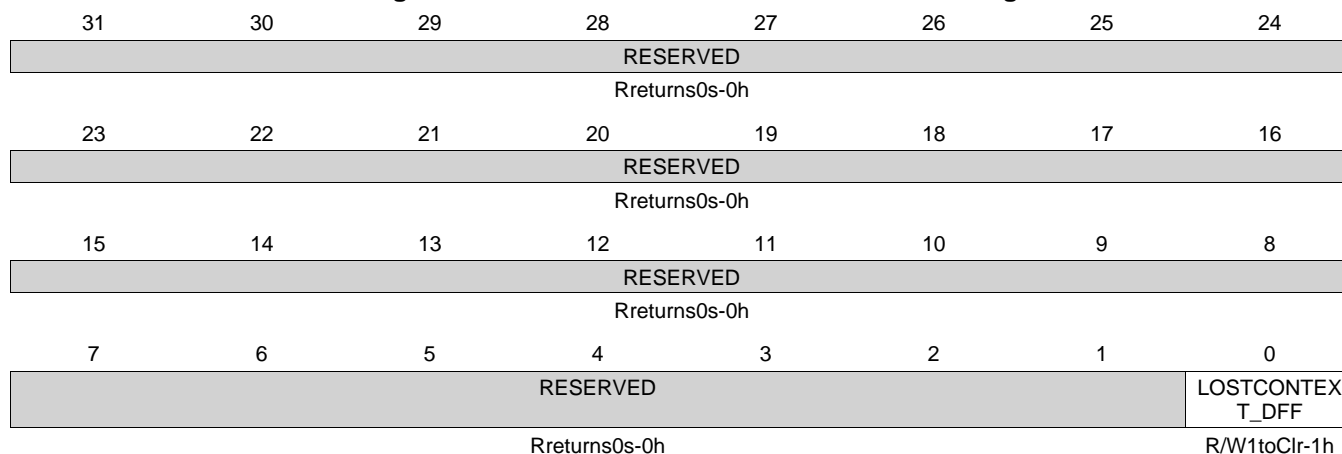 31 30 29 28 27 26 25 24
RESERVED
Rreturns0s-0h
23 22 21 20 19 18 17 16
RESERVED
Rreturns0s-0h
15 14 13 12 11 10 9 8
RESERVED
Rreturns0s-0h
7 6 5 4 3 2 1 0
RESERVED LOSTCONTEX
T_DFF
Rreturns0s-0h R/W1toClr-1h